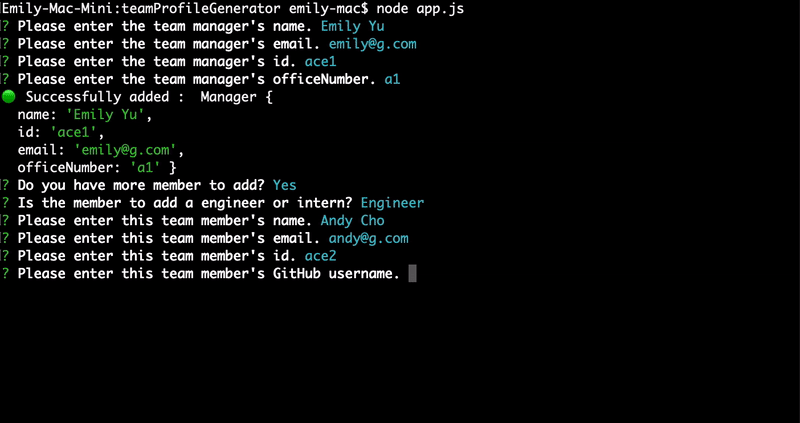 Emily-Mac-Mini:teamProfileGenerator emily-mac$ node app.js
? Please enter the team manager's name. Emily Yu
? Please enter the team manager's email. emily@g.com
? Please enter the team manager's id. ace1
? Please enter the team manager's officeNumber. a1
Successfully added :  Manager {
  name: 'Emily Yu',
  id: 'ace1',
  email: 'emily@g.com',
  officeNumber: 'a1' }
? Do you have more member to add? Yes
? Is the member to add a engineer or intern? Engineer
? Please enter this team member's name. Andy Cho
? Please enter this team member's email. andy@g.com
? Please enter this team member's id. ace2
? Please enter this team member's GitHub username.